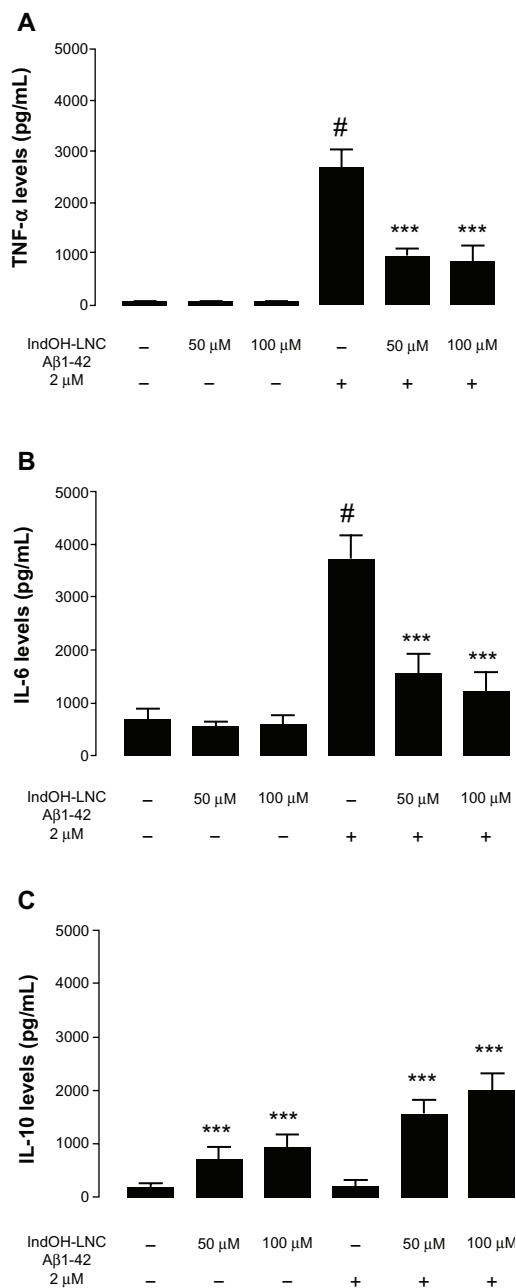 A
TNF-α levels (pg/mL)
5000
4000
3000
2000
1000
0
#
*** ***
IndOH-LNC – 50 μM 100 μM – 50 μM 100 μM
Aβ1-42
2 μM – – – + + +
B
IL-6 levels (pg/mL)
5000
4000
3000
2000
1000
0
#
***
***
IndOH-LNC – 50 μM 100 μM – 50 μM 100 μM
Aβ1-42
2 μM – – – + + +
C
IL-10 levels (pg/mL)
5000
4000
3000
2000
1000
0
***
***
***
***
IndOH-LNC – 50 μM 100 μM – 50 μM 100 μM
Aβ1-42
2 μM – – – + + +